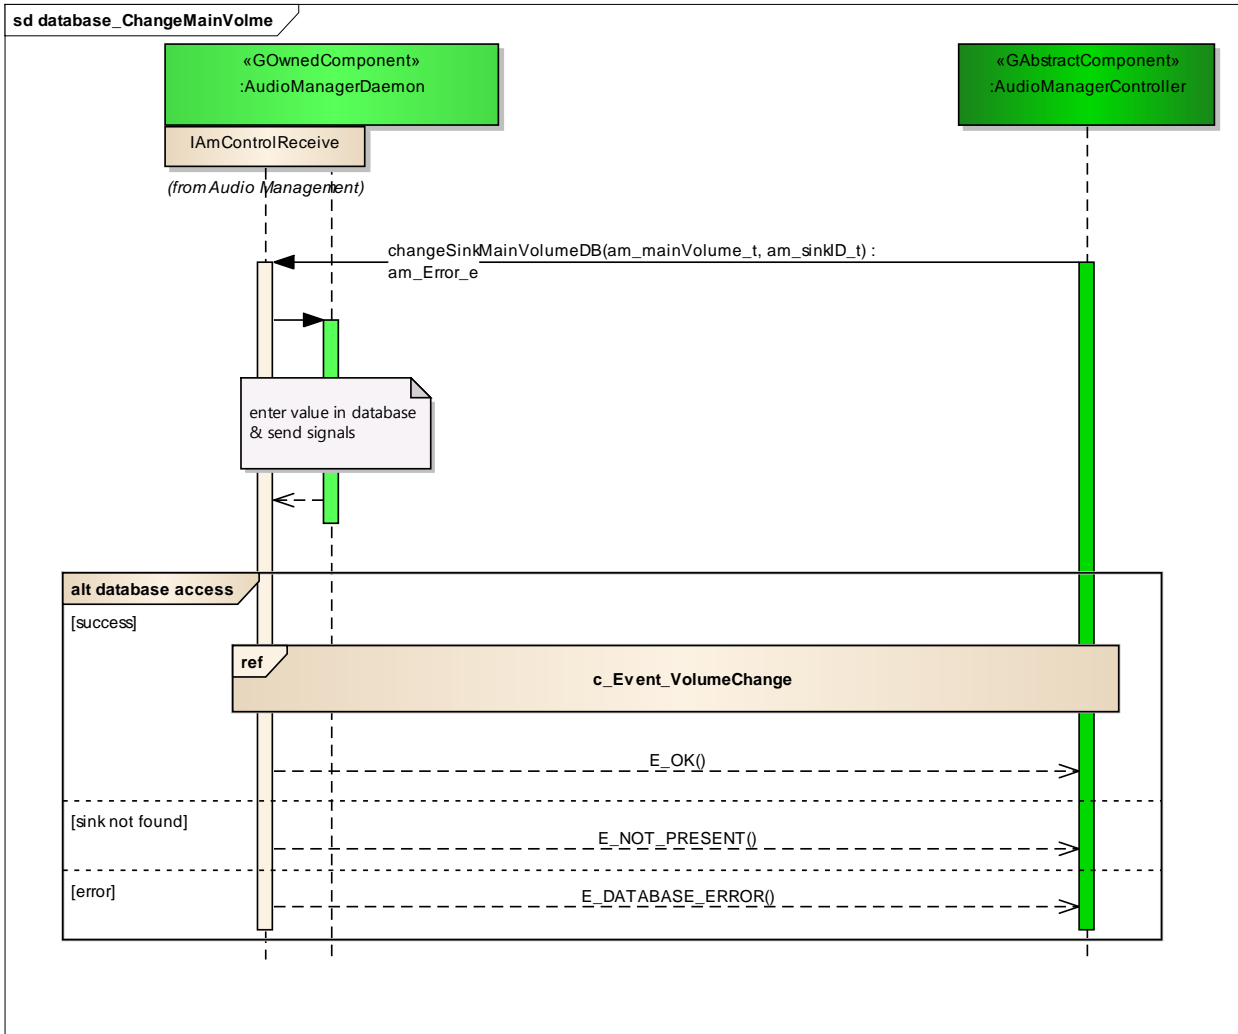 sd database_ChangeMainVolme
«GOwnedComponent»
:AudioManagerDaemon
«GAbstractComponent»
:AudioManagerController
IAmControlReceive
(from Audio Management)
changeSinkMainVolumeDB(am_mainVolume_t, am_sinkID_t) :
am_Error_e
enter value in database
& send signals
alt database access
[success]
ref
c_Event_VolumeChange
E_OK()
[sink not found]
E_NOT_PRESENT()
[error]
E_DATABASE_ERROR()